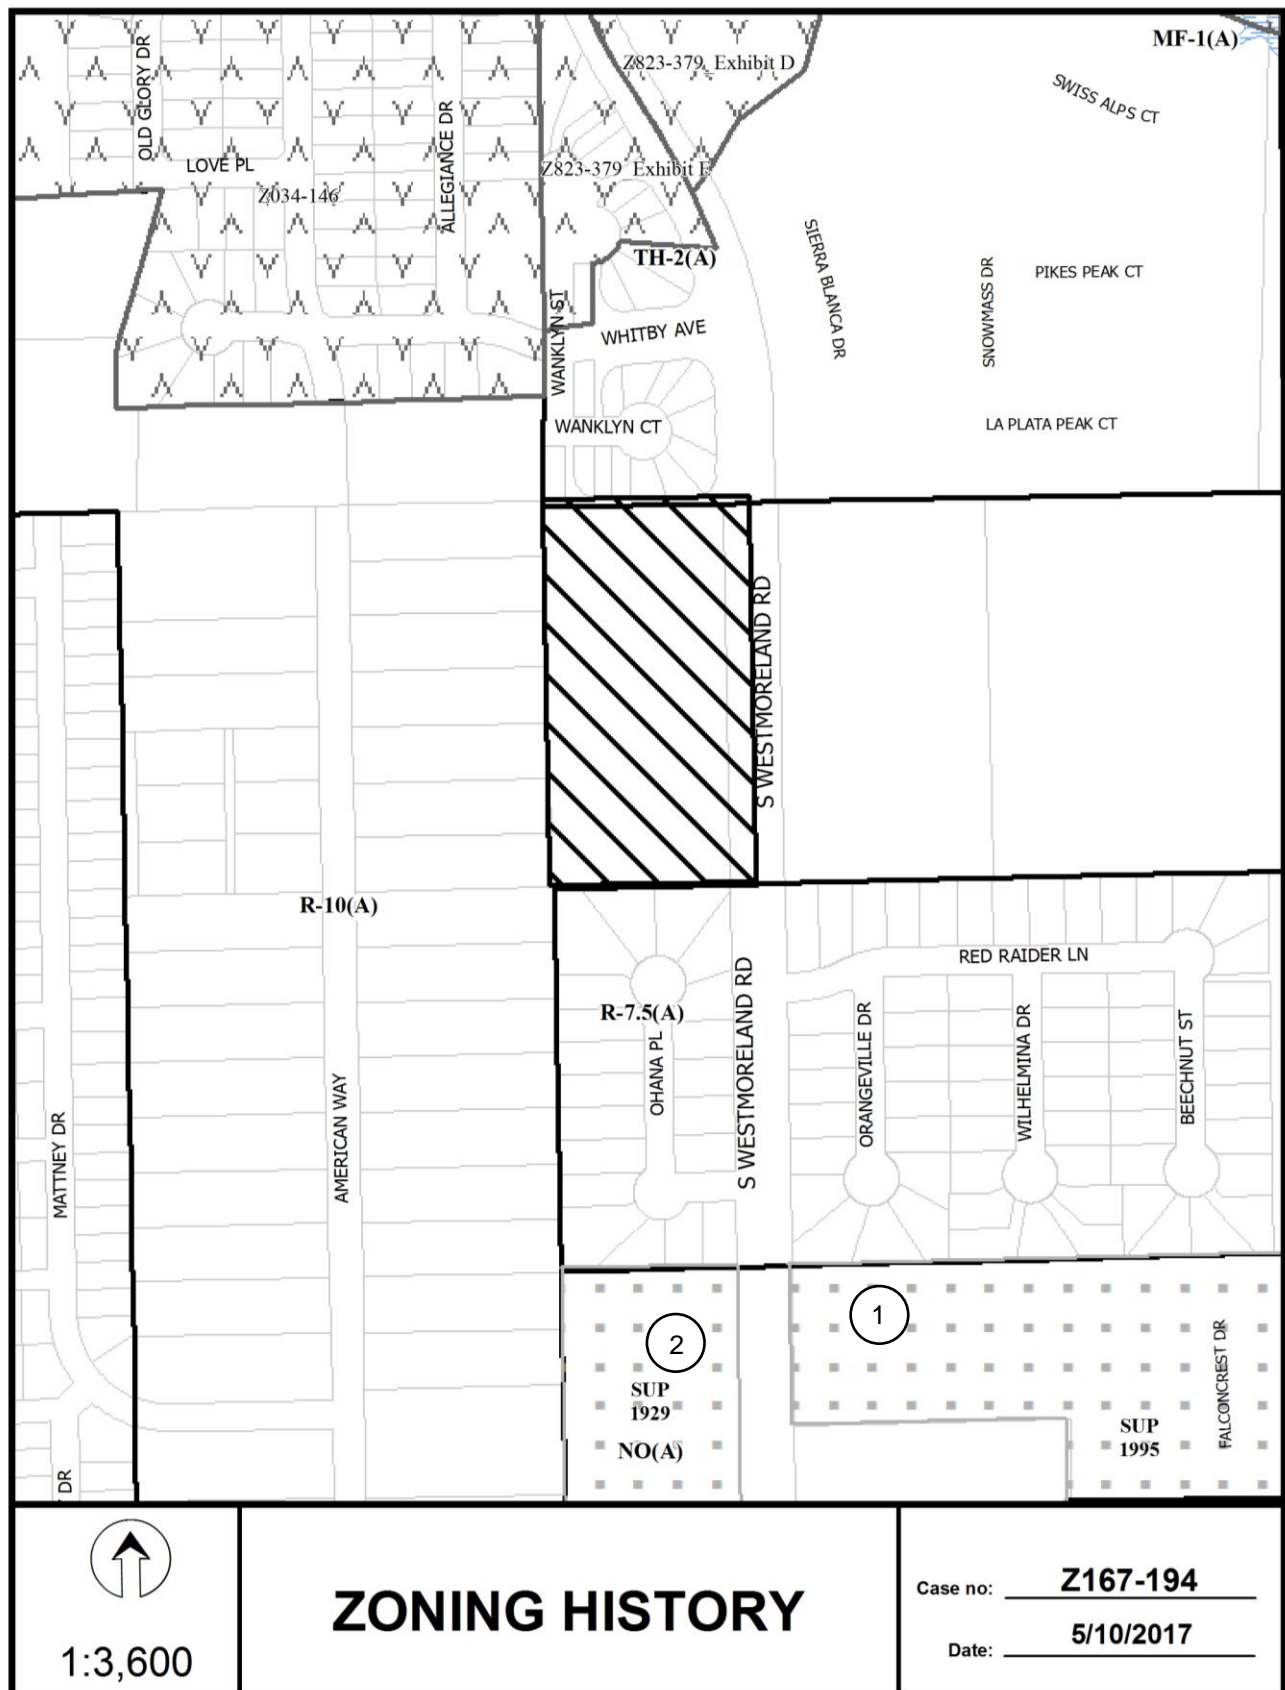 MF-1(A)
Z823-379_Exhibit D
SWISS ALPS CT
OLD GLORY DR
ALLEGIANCE DR
LOVE PL
Z823-379_Exhibit E
Z034-146
TH-2(A)
SIERRA BLANCA DR
SNOWMASS DR
PIKES PEAK CT
WANKLYN ST
WHITBY AVE
WANKLYN CT
LA PLATA PEAK CT
S WESTMORELAND RD
R-10(A)
RED RAIDER LN
R-7.5(A)
OHANA PL
S WESTMORELAND RD
ORANGEVILLE DR
WILHELMINA DR
BEECHNUT ST
MATTNEY DR
AMERICAN WAY
1
2
SUP
1929
NO(A)
SUP
1995
FALCONCREST DR
DR
1:3,600
ZONING HISTORY
Case no: Z167-194
Date: 5/10/2017